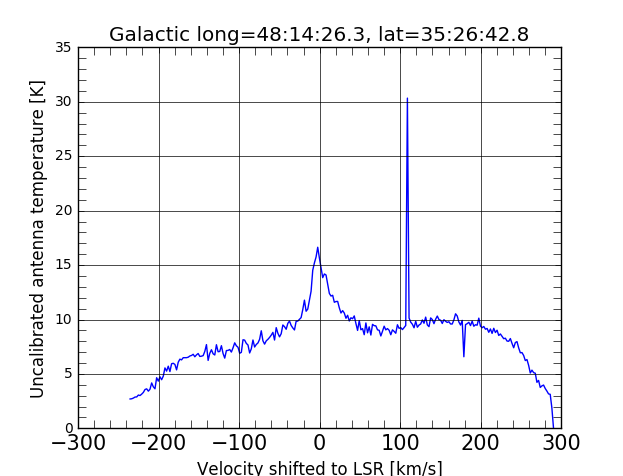 Galactic long=48:14:26.3, lat=35:26:42.8
35
30
25
20
15
10
5
0
Uncalibrated antenna temperature [K]
−300 −200 −100 0 100 200 300
Velocity shifted to LSR [km/s]